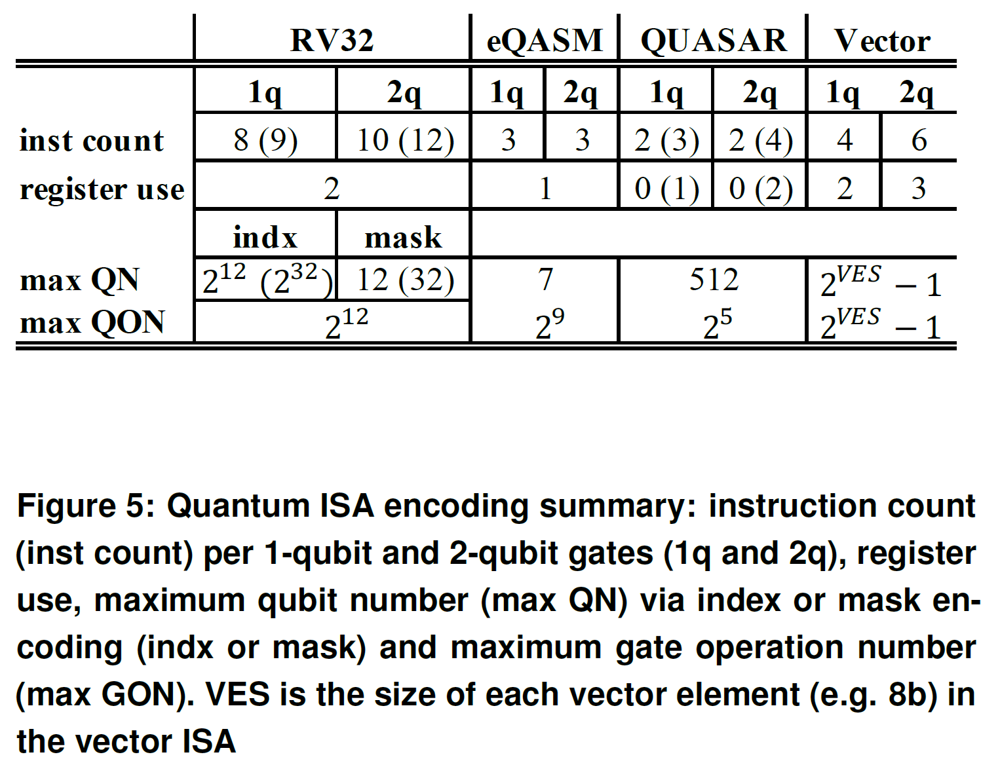 RV32 eQASM QUASAR Vector
1q 2q 1q 2q 1q 2q 1q 2q
inst count 8 (9) 10 (12) 3 3 2 (3) 2 (4) 4 6
register use 2 1 0 (1) 0 (2) 2 3
indx mask
max QN 2^12 (2^32) 12 (32) 7 512 2^VES − 1
max QON 2^12 2^9 2^5 2^VES − 1
Figure 5: Quantum ISA encoding summary: instruction count
(inst count) per 1-qubit and 2-qubit gates (1q and 2q), register
use, maximum qubit number (max QN) via index or mask en-
coding (indx or mask) and maximum gate operation number
(max GON). VES is the size of each vector element (e.g. 8b) in
the vector ISA